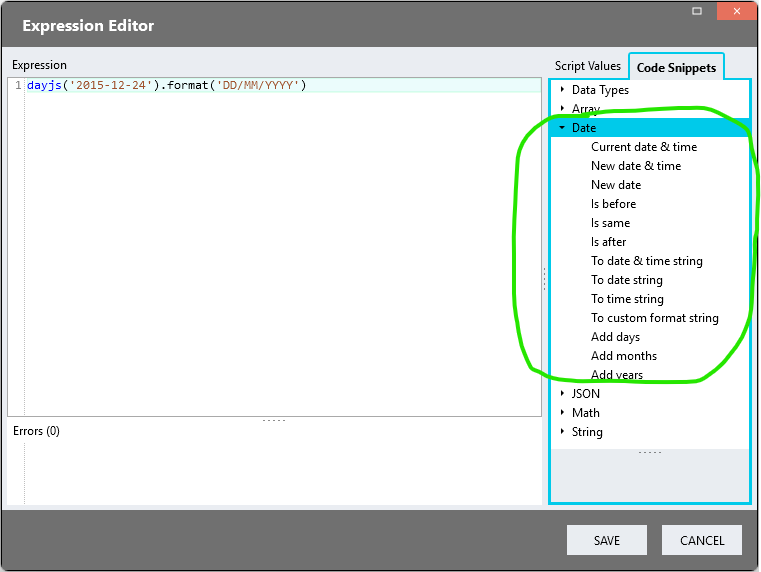 Expression Editor
Expression
1 dayjs('2015-12-24').format('DD/MM/YYYY')
Errors (0)
Script Values Code Snippets
Data Types
Array
Date
Current date & time
New date & time
New date
Is before
Is same
Is after
To date & time string
To date string
To time string
To custom format string
Add days
Add months
Add years
JSON
Math
String
SAVE CANCEL